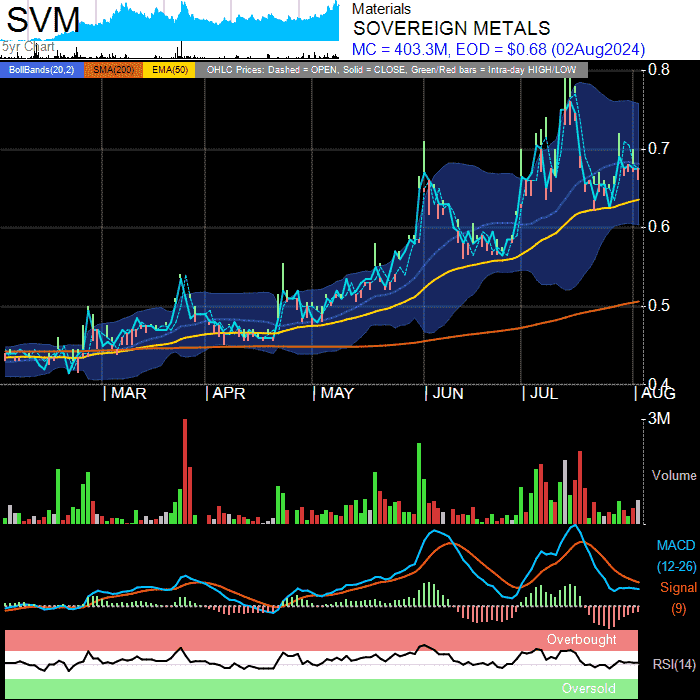 SVM
5yr Chart
Materials
SOVEREIGN METALS
MC = 403.3M, EOD = $0.68 (02Aug2024)
BollBands(20,2) SMA(200) EMA(50) OHLC Prices: Dashed = OPEN, Solid = CLOSE, Green/Red bars = Intra-day HIGH/LOW
0.8
0.7
0.6
0.5
0.4
MAR APR MAY JUN JUL AUG
3M
Volume
MACD
(12-26)
Signal
(9)
Overbought
RSI(14)
Oversold